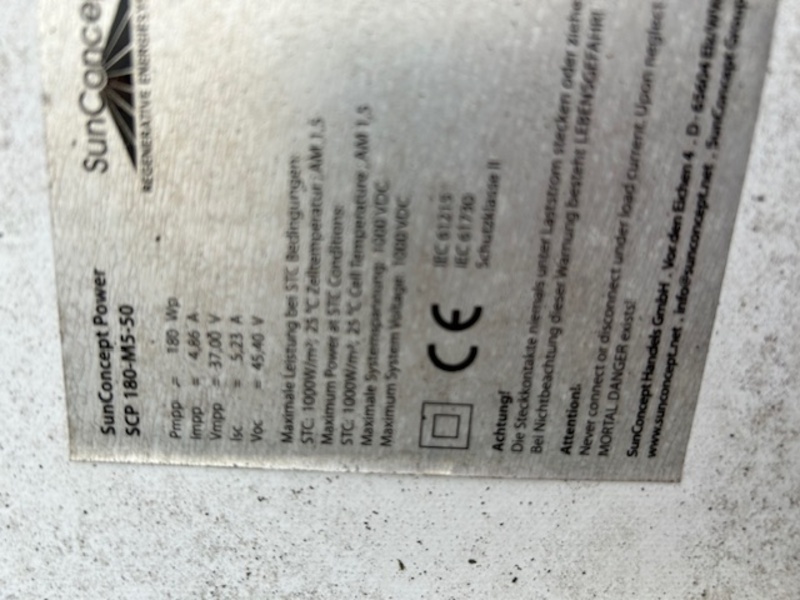 SunConcep
REGENERATIVE ENERGIESY
SunConcept Power
SCP 180-M5-50
Pmpp = 180 Wp
Impp = 4,86 A
Vmpp = 37,00 V
Isc = 5,23 A
Voc = 45,40 V
Maximale Leistung bei STC Bedingungen:
STC: 1000W/m²; 25 °C Zelltemperatur, AM 1,5
Maximum Power at STC Conditions:
STC: 1000W/m²; 25 °C Cell Temperature, AM 1,5
Maximale Systemspannung: 1000 VDC
Maximum System Voltage: 1000 VDC
CE
IEC 61215
IEC 61730
Schutzklasse II
Achtung!
Die Steckkontakte niemals unter Laststrom stecken oder ziehe
Bei Nichtbeachtung dieser Warnung besteht LEBENSGEFAHR!
Attention!
Never connect or disconnect under load current. Upon neglect
MORTAL DANGER exists!
SunConcept Handels GmbH . Vor den Eichen 4 . D - 65604 Elz/
www.sunconcept.net . info@sunconcept.net . SunConcept Group